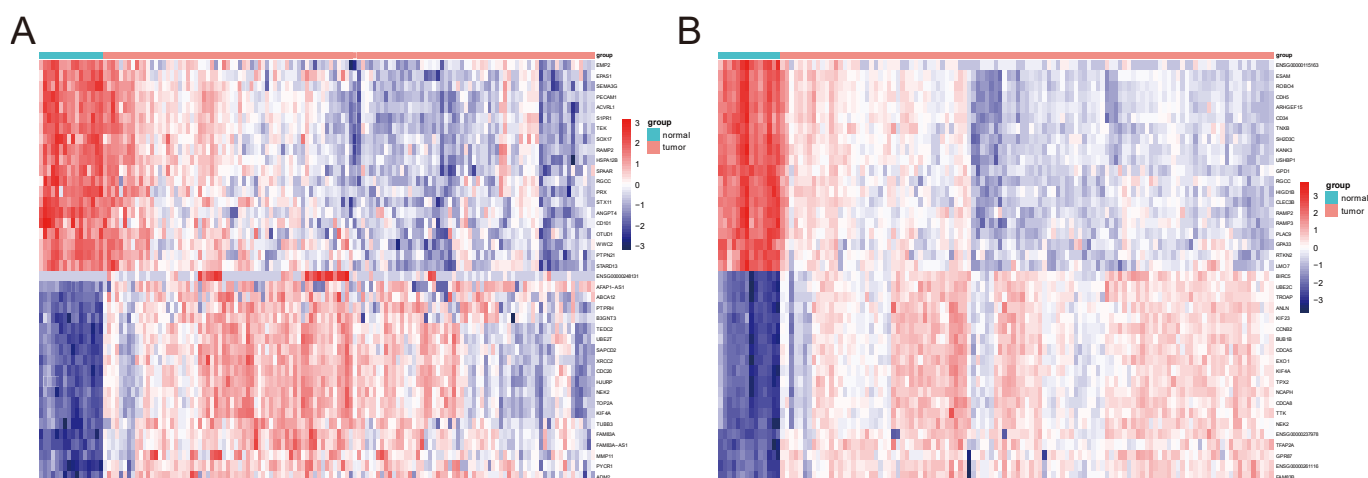 A
group
EMP2
EPAS1
SEMA3G
PECAM1
ACVRL1
S1PR1
TEK
SOX17
RAMP2
HSPA12B
SPAAR
RGCC
PRX
STX11
ANGPT4
CD101
OTUD1
WWC2
PTPN21
STARD13
ENSG00000248131
AFAP1-AS1
ABCA12
PTPRH
B3GNT3
TEDC2
UBE2T
SAPCD2
XRCC2
CDC20
HJURP
NEK2
TOP2A
KIF4A
TUBB3
FAM83A
FAM83A-AS1
MMP11
PYCR1
3
2
1
0
−1
−2
−3
group
normal
tumor
B
group
ENSG00000115163
ESAM
ROBO4
CDH5
ARHGEF15
CD34
TNXB
SH2D3C
KANK3
USHBP1
GPD1
RGCC
HIGD1B
CLEC3B
RAMP2
RAMP3
PLAC9
GPA33
RTKN2
LMO7
BIRC5
UBE2C
TROAP
ANLN
KIF23
CCNB2
BUB1B
CDCA5
EXO1
KIF4A
TPX2
NCAPH
CDCA8
TTK
NEK2
ENSG00000237978
TFAP2A
GPR87
3
2
1
0
−1
−2
−3
group
normal
tumor